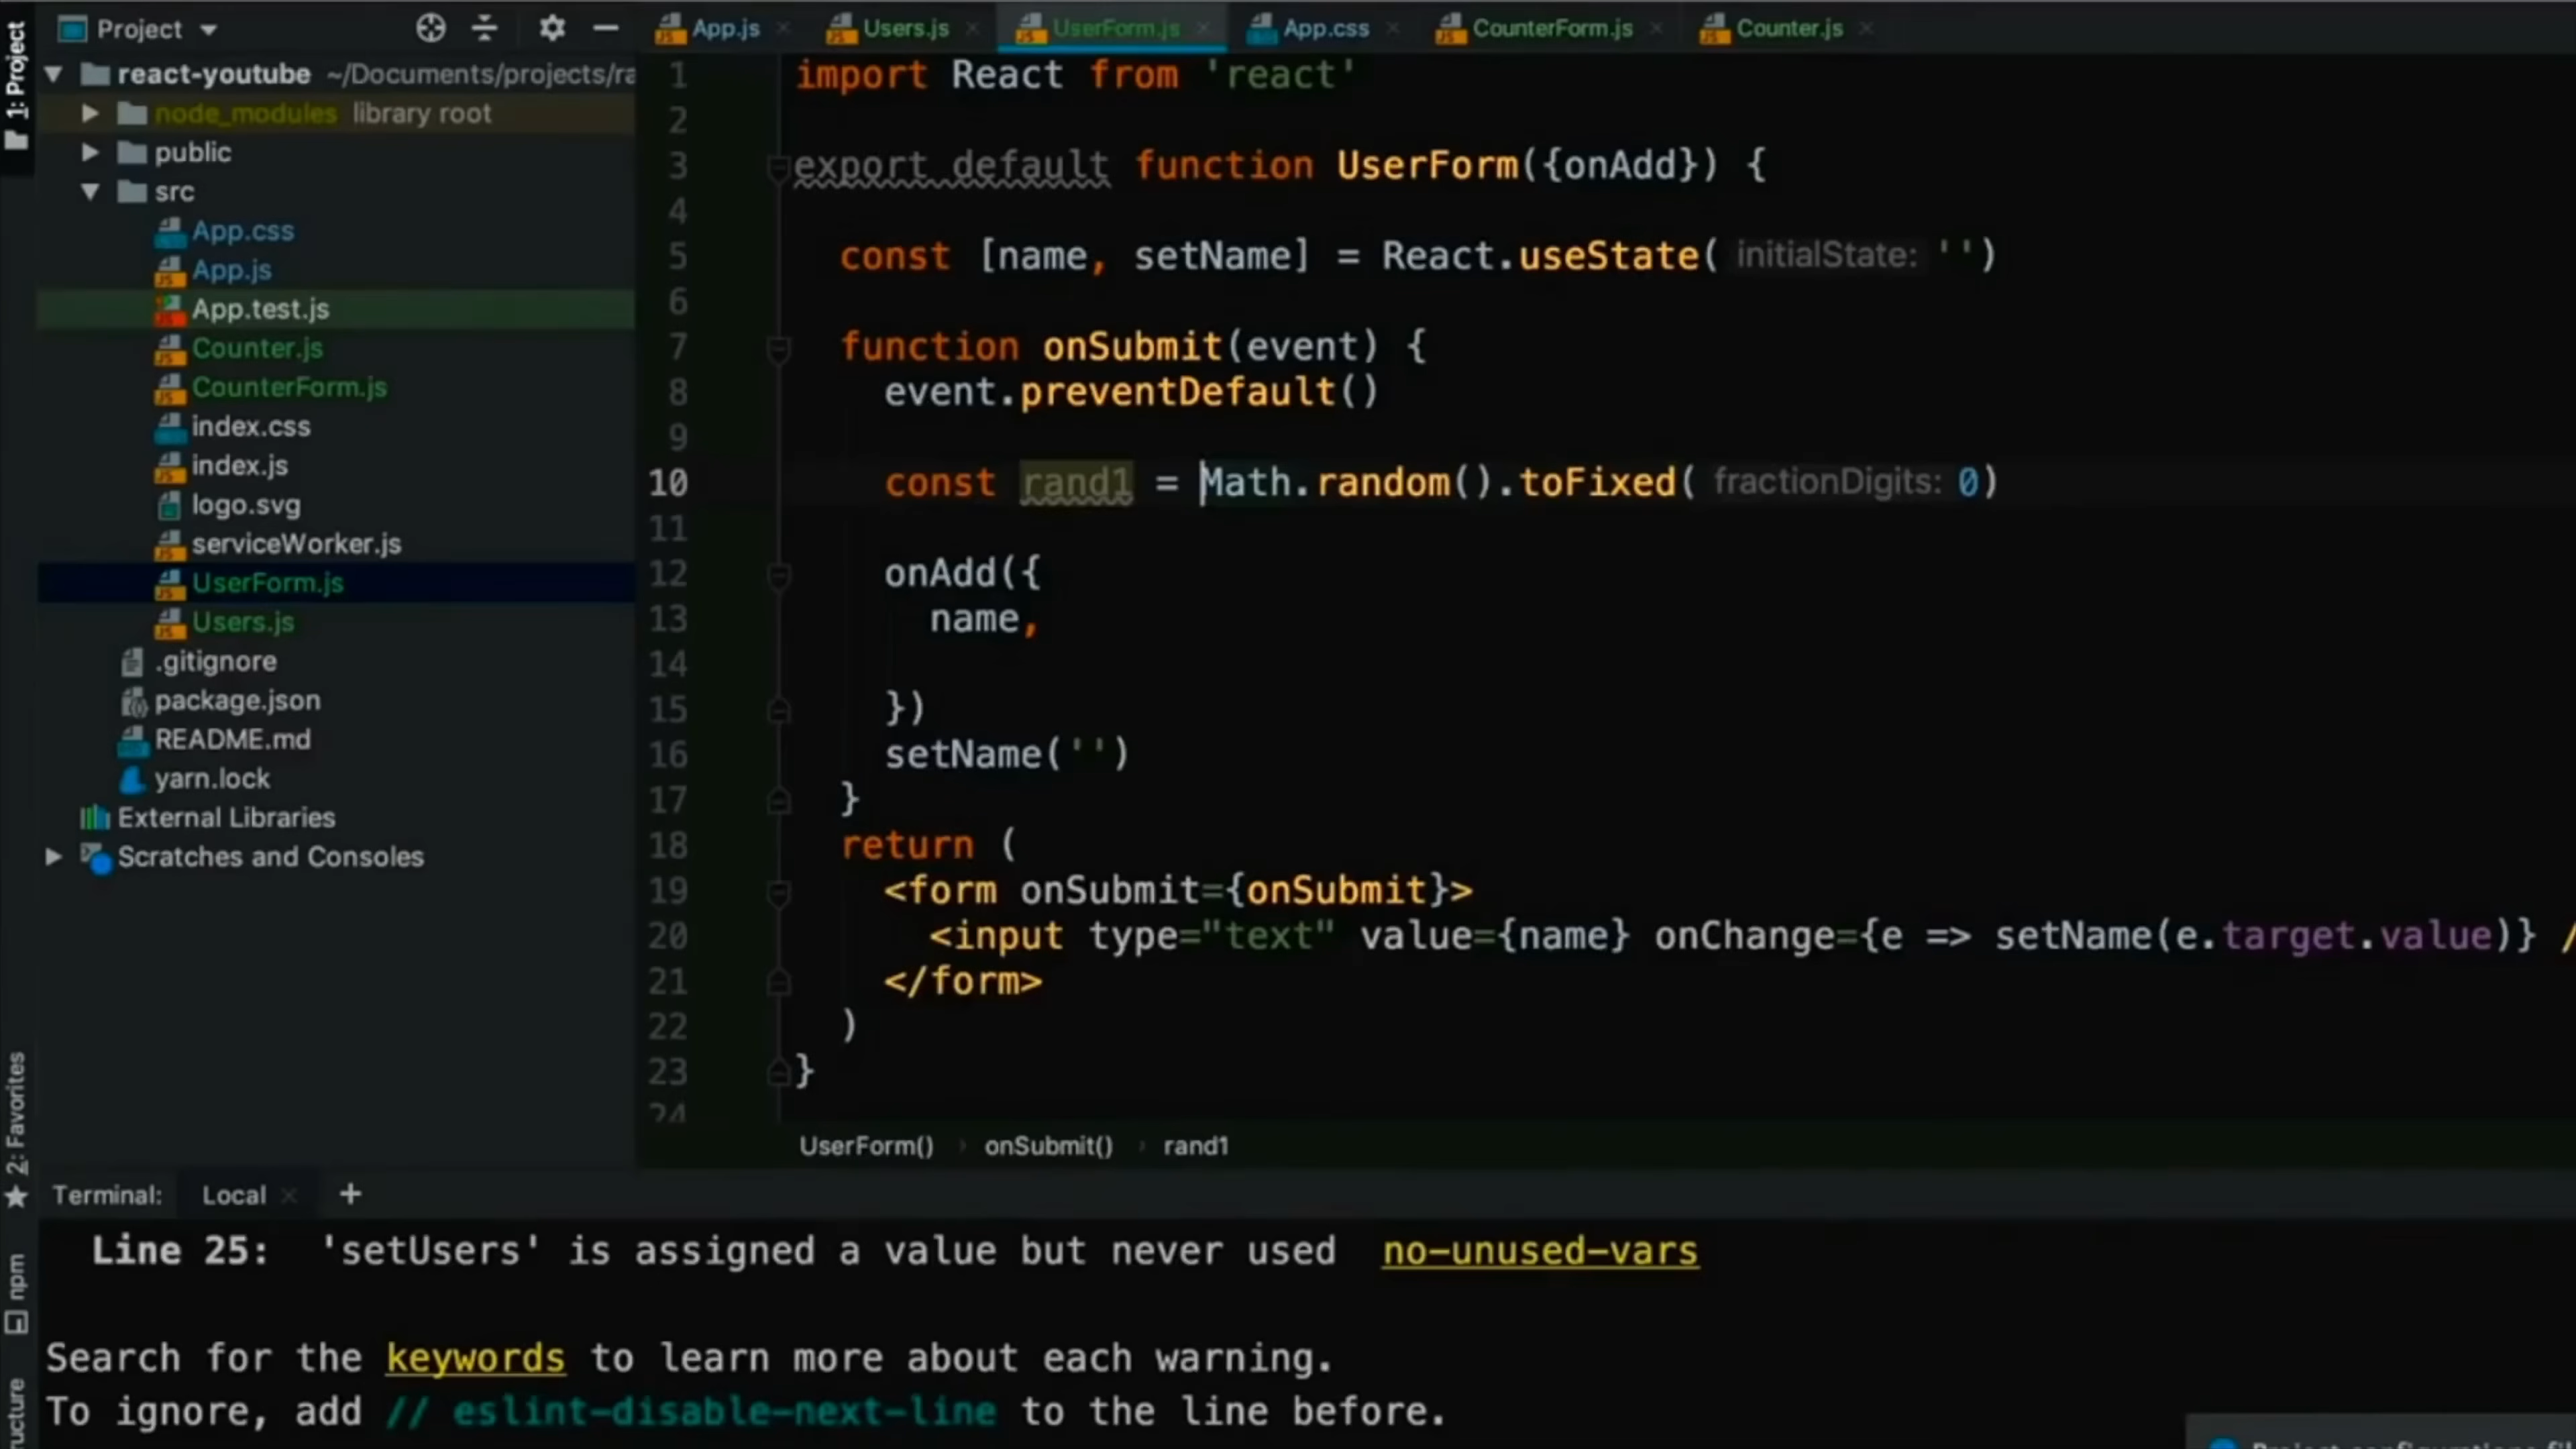 1: Project
Project
App.js
Users.js
UserForm.js
App.css
CounterForm.js
Counter.js
react-youtube ~/Documents/projects/ra
node_modules library root
public
src
App.css
App.js
App.test.js
Counter.js
CounterForm.js
index.css
index.js
logo.svg
serviceWorker.js
UserForm.js
Users.js
.gitignore
package.json
README.md
yarn.lock
External Libraries
Scratches and Consoles
1 import React from 'react'
2
3 export default function UserForm({onAdd}) {
4
5 const [name, setName] = React.useState( initialState: '')
6
7 function onSubmit(event) {
8 event.preventDefault()
9
10 const rand1 = Math.random().toFixed( fractionDigits: 0)
11
12 onAdd({
13 name,
14
15 })
16 setName('')
17 }
18 return (
19 <form onSubmit={onSubmit}>
20 <input type="text" value={name} onChange={e => setName(e.target.value)} /
21 </form>
22 )
23 }
24
UserForm() onSubmit() rand1
2: Favorites
npm
ructure
Terminal: Local +
Line 25: 'setUsers' is assigned a value but never used no-unused-vars
Search for the keywords to learn more about each warning.
To ignore, add // eslint-disable-next-line to the line before.